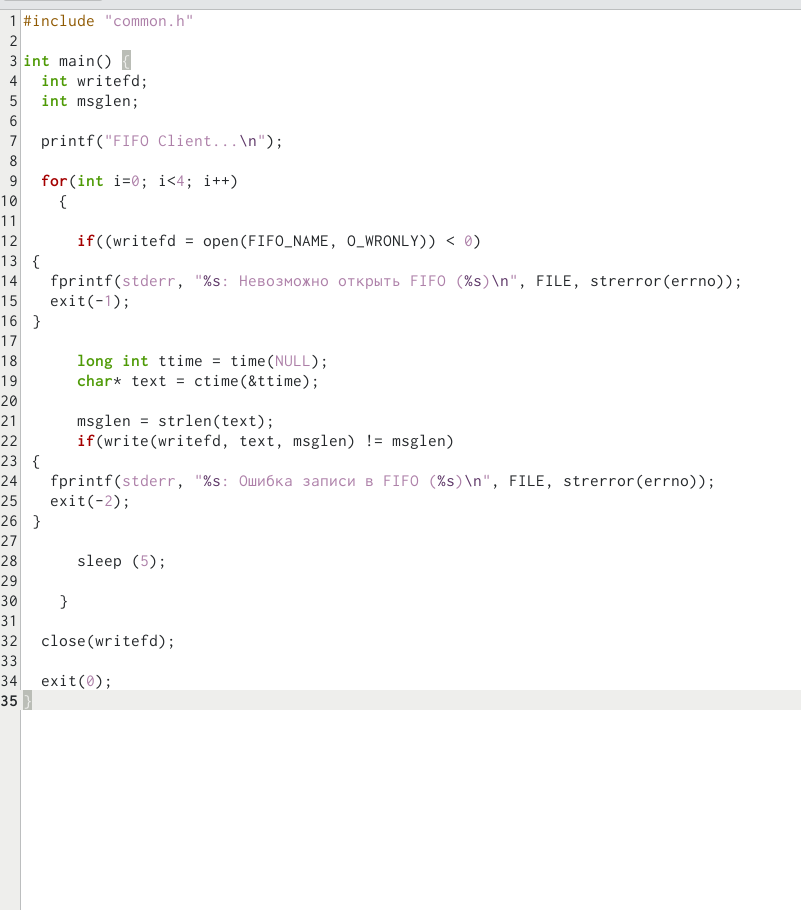 1 #include "common.h"
2
3 int main() {
4 int writefd;
5 int msglen;
6
7 printf("FIFO Client...\n");
8
9 for(int i=0; i<4; i++)
10 {
11
12 if((writefd = open(FIFO_NAME, O_WRONLY)) < 0)
13 {
14 fprintf(stderr, "%s: Невозможно открыть FIFO (%s)\n", FILE, strerror(errno));
15 exit(-1);
16 }
17
18 long int ttime = time(NULL);
19 char* text = ctime(&ttime);
20
21 msglen = strlen(text);
22 if(write(writefd, text, msglen) != msglen)
23 {
24 fprintf(stderr, "%s: Ошибка записи в FIFO (%s)\n", FILE, strerror(errno));
25 exit(-2);
26 }
27
28 sleep (5);
29
30 }
31
32 close(writefd);
33
34 exit(0);
35 }